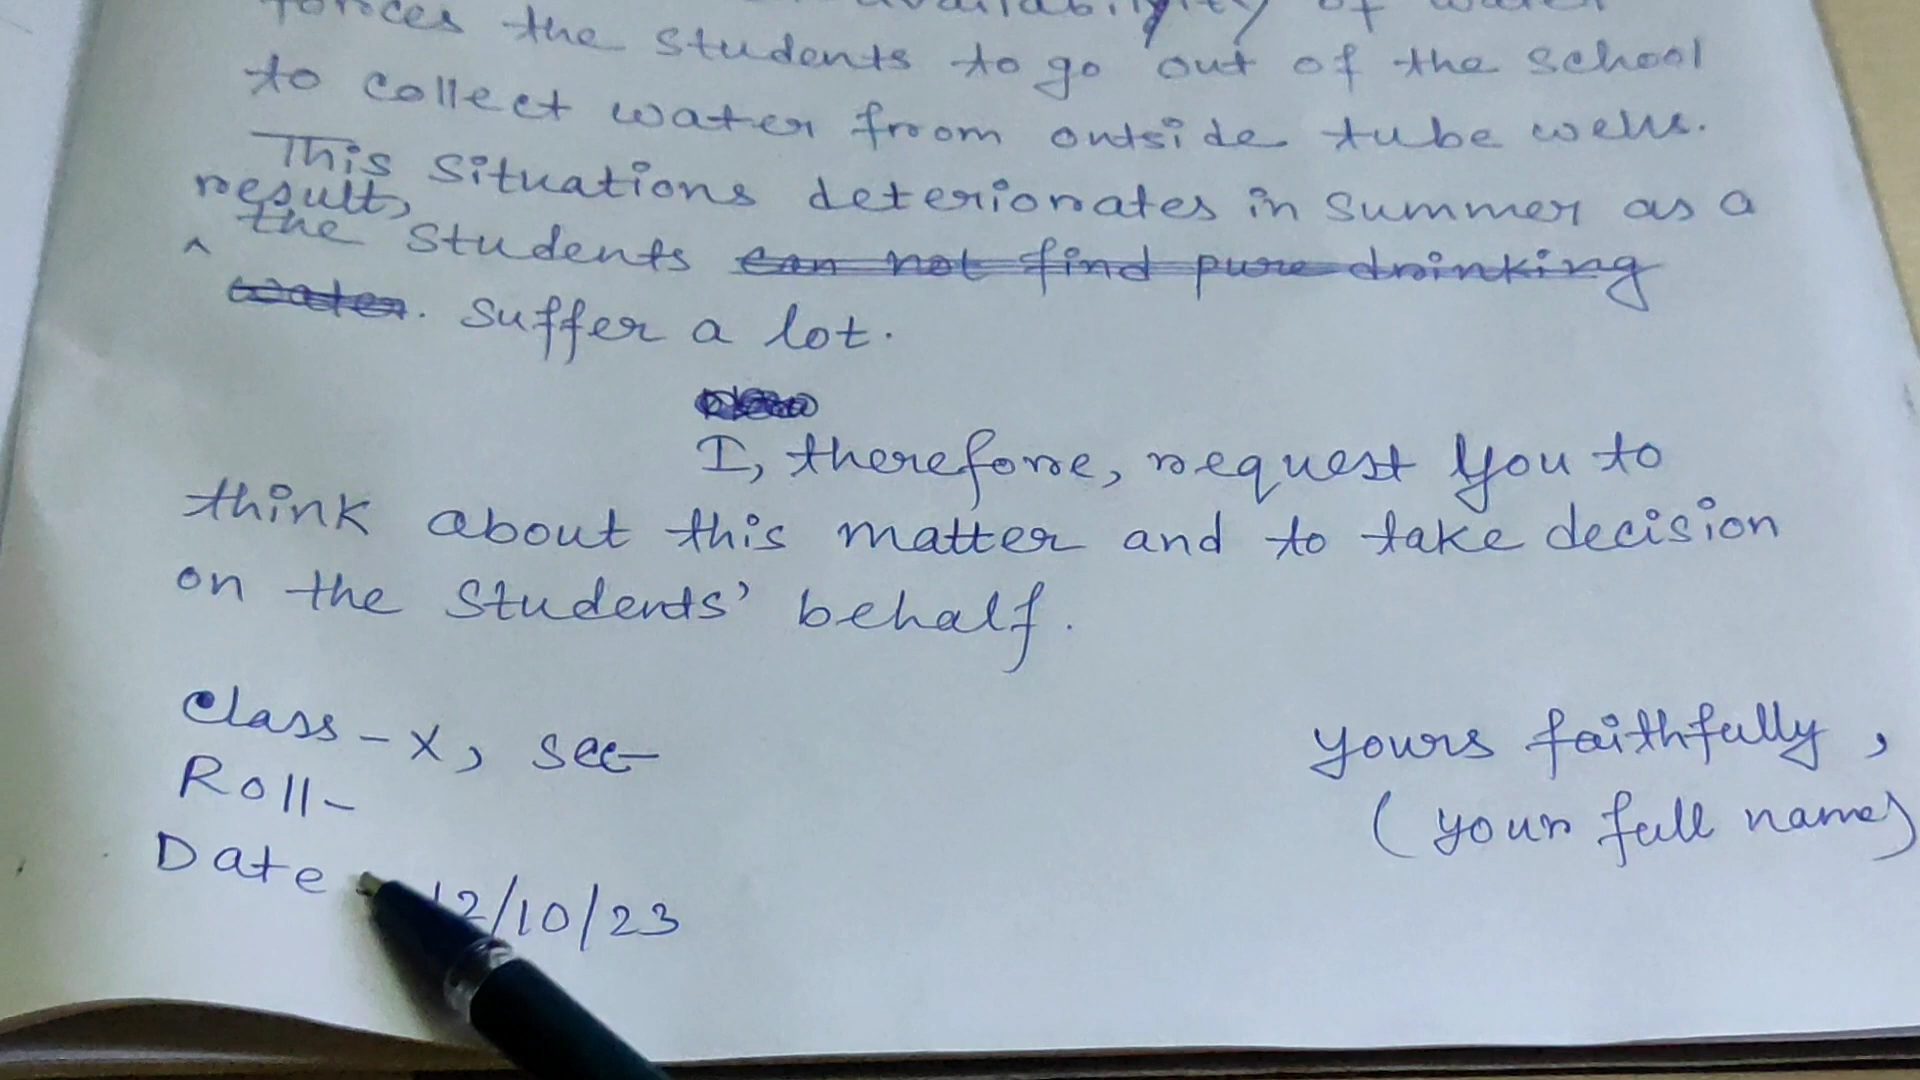 forces the students to go out of the school
to collect water from outside tube wells.
This situations deteriorates in summer as a
result,
^ the students can not find pure drinking
water. suffer a lot.
I, therefore, request you to
think about this matter and to take decision
on the students' behalf.
Class - X, sec-
Roll-
Date 12/10/23
yours faithfully,
(your full name)